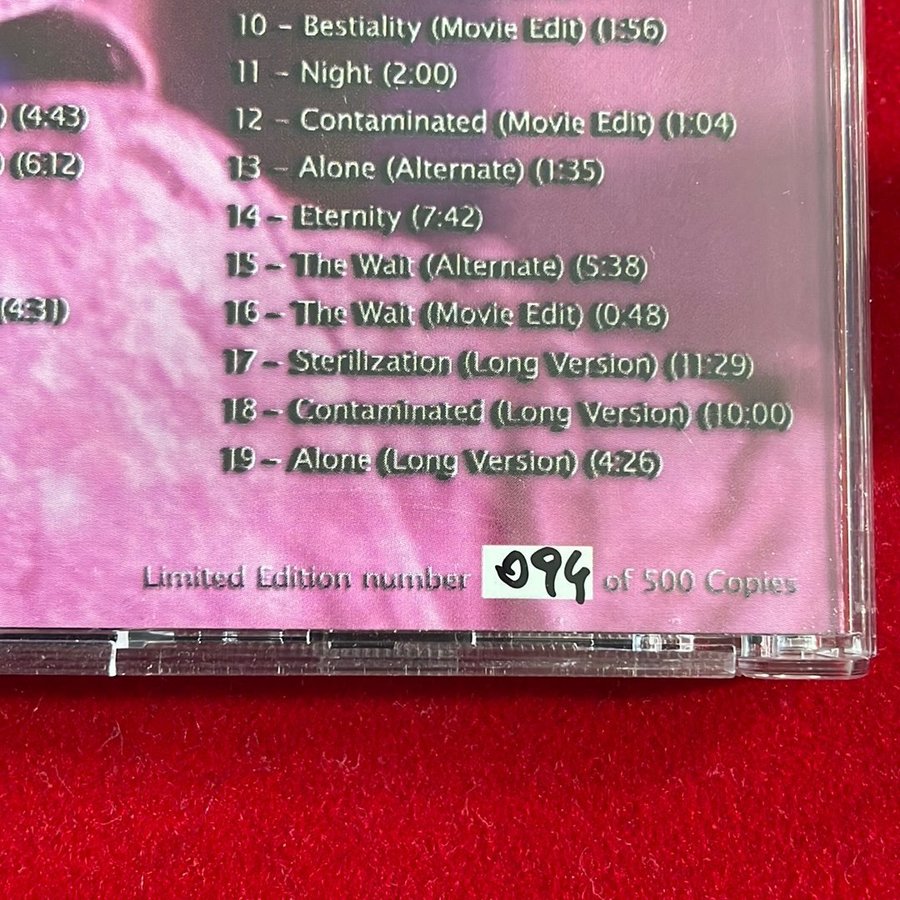 10 – Bestiality (Movie Edit) (1:56)
11 – Night (2:00)
) (4:43)
12 – Contaminated (Movie Edit) (1:04)
) (6:12)
13 – Alone (Alternate) (1:35)
14 – Eternity (7:42)
15 – The Wait (Alternate) (5:38)
(4:31)
16 – The Wait (Movie Edit) (0:48)
17 – Sterilization (Long Version) (11:29)
18 – Contaminated (Long Version) (10:00)
19 – Alone (Long Version) (4:26)
Limited Edition number 094 of 500 Copies